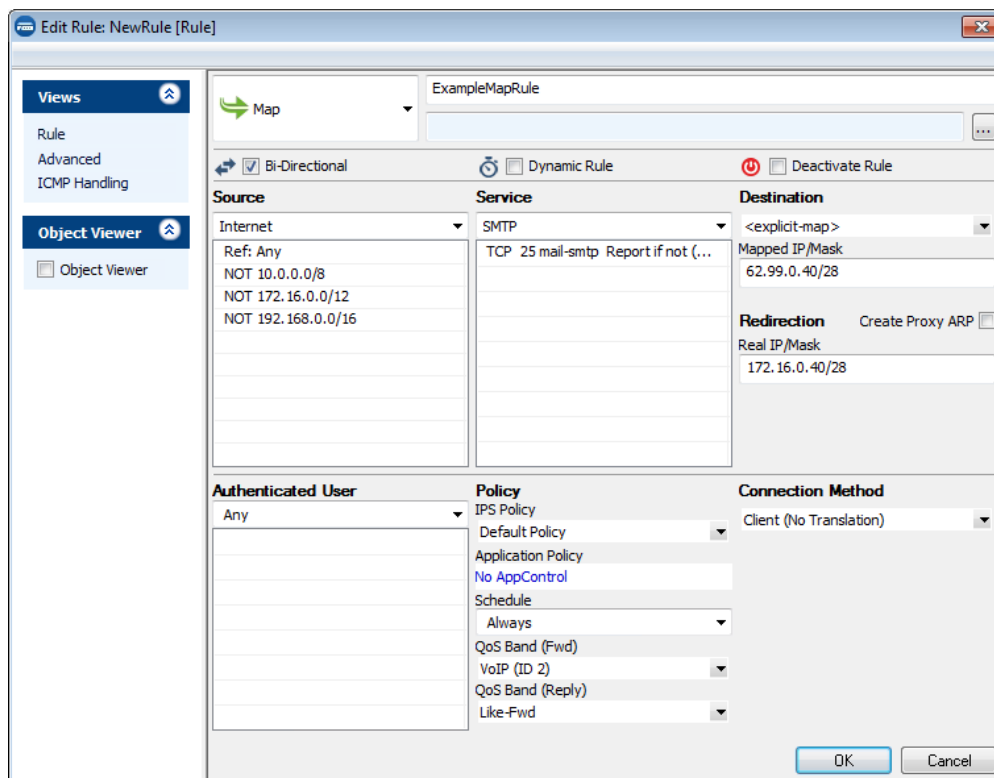 Edit Rule: NewRule [Rule]
Views
Rule
Advanced
ICMP Handling
Object Viewer
Object Viewer
Map
ExampleMapRule
...
Bi-Directional
Dynamic Rule
Deactivate Rule
Source
Internet
Ref: Any
NOT 10.0.0.0/8
NOT 172.16.0.0/12
NOT 192.168.0.0/16
Service
SMTP
TCP 25 mail-smtp Report if not (...
Destination
<explicit-map>
Mapped IP/Mask
62.99.0.40/28
Redirection Create Proxy ARP
Real IP/Mask
172.16.0.40/28
Authenticated User
Any
Policy
IPS Policy
Default Policy
Application Policy
No AppControl
Schedule
Always
QoS Band (Fwd)
VoIP (ID 2)
QoS Band (Reply)
Like-Fwd
Connection Method
Client (No Translation)
OK
Cancel